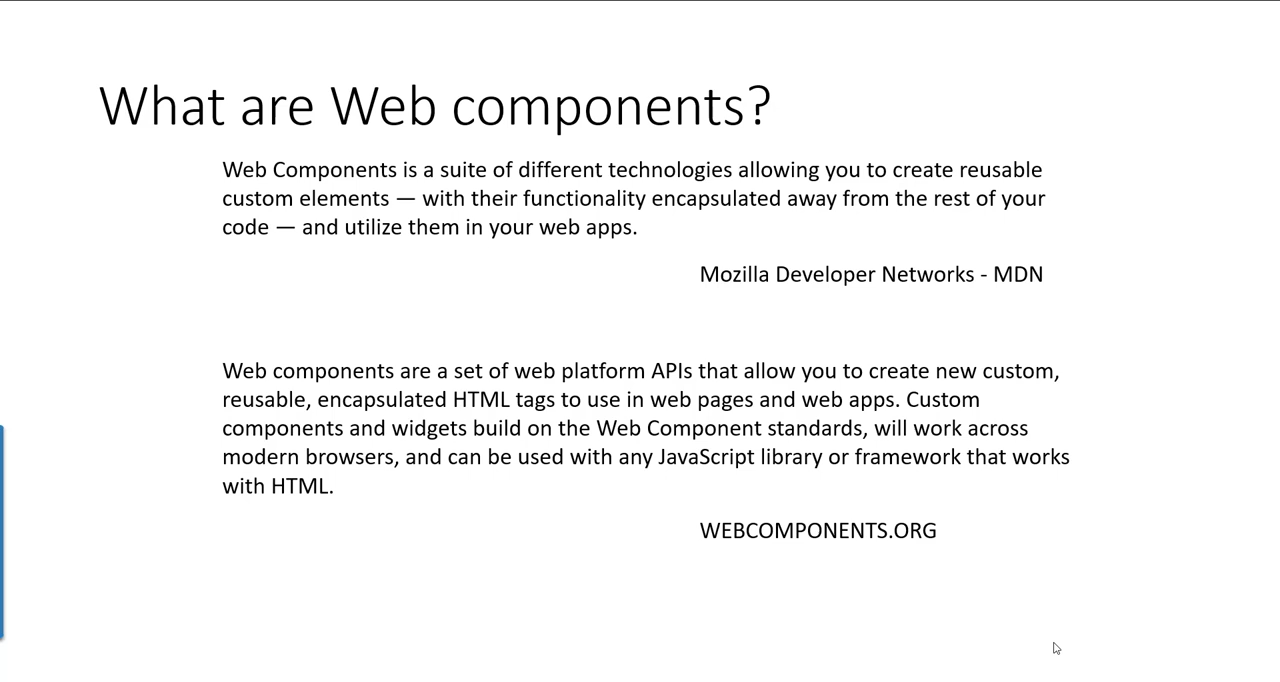 What are Web components?
Web Components is a suite of different technologies allowing you to create reusable
custom elements — with their functionality encapsulated away from the rest of your
code — and utilize them in your web apps.
Mozilla Developer Networks - MDN
Web components are a set of web platform APIs that allow you to create new custom,
reusable, encapsulated HTML tags to use in web pages and web apps. Custom
components and widgets build on the Web Component standards, will work across
modern browsers, and can be used with any JavaScript library or framework that works
with HTML.
WEBCOMPONENTS.ORG